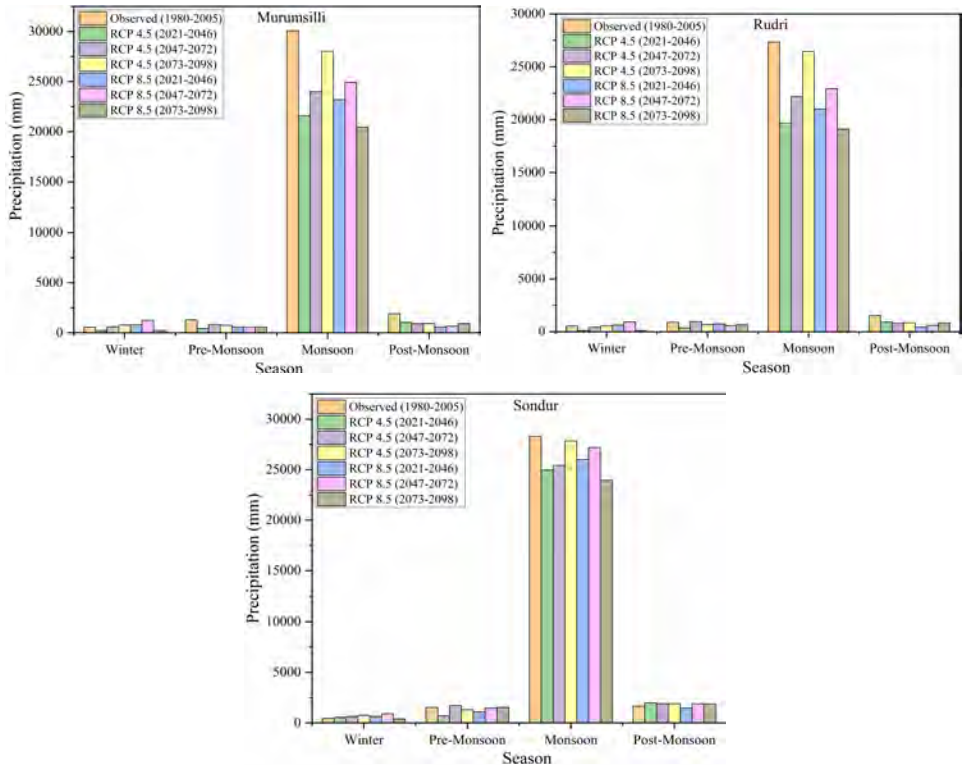 Murumsilli
Observed (1980-2005)
RCP 4.5 (2021-2046)
RCP 4.5 (2047-2072)
RCP 4.5 (2073-2098)
RCP 8.5 (2021-2046)
RCP 8.5 (2047-2072)
RCP 8.5 (2073-2098)
Precipitation (mm)
30000
25000
20000
15000
10000
5000
0
Winter Pre-Monsoon Monsoon Post-Monsoon
Season
Rudri
Observed (1980-2005)
RCP 4.5 (2021-2046)
RCP 4.5 (2047-2072)
RCP 4.5 (2073-2098)
RCP 8.5 (2021-2046)
RCP 8.5 (2047-2072)
RCP 8.5 (2073-2098)
Precipitation (mm)
30000
25000
20000
15000
10000
5000
0
Winter Pre-Monsoon Monsoon Post-Monsoon
Season
Sondur
Observed (1980-2005)
RCP 4.5 (2021-2046)
RCP 4.5 (2047-2072)
RCP 4.5 (2073-2098)
RCP 8.5 (2021-2046)
RCP 8.5 (2047-2072)
RCP 8.5 (2073-2098)
Precipitation (mm)
30000
25000
20000
15000
10000
5000
0
Winter Pre-Monsoon Monsoon Post-Monsoon
Season